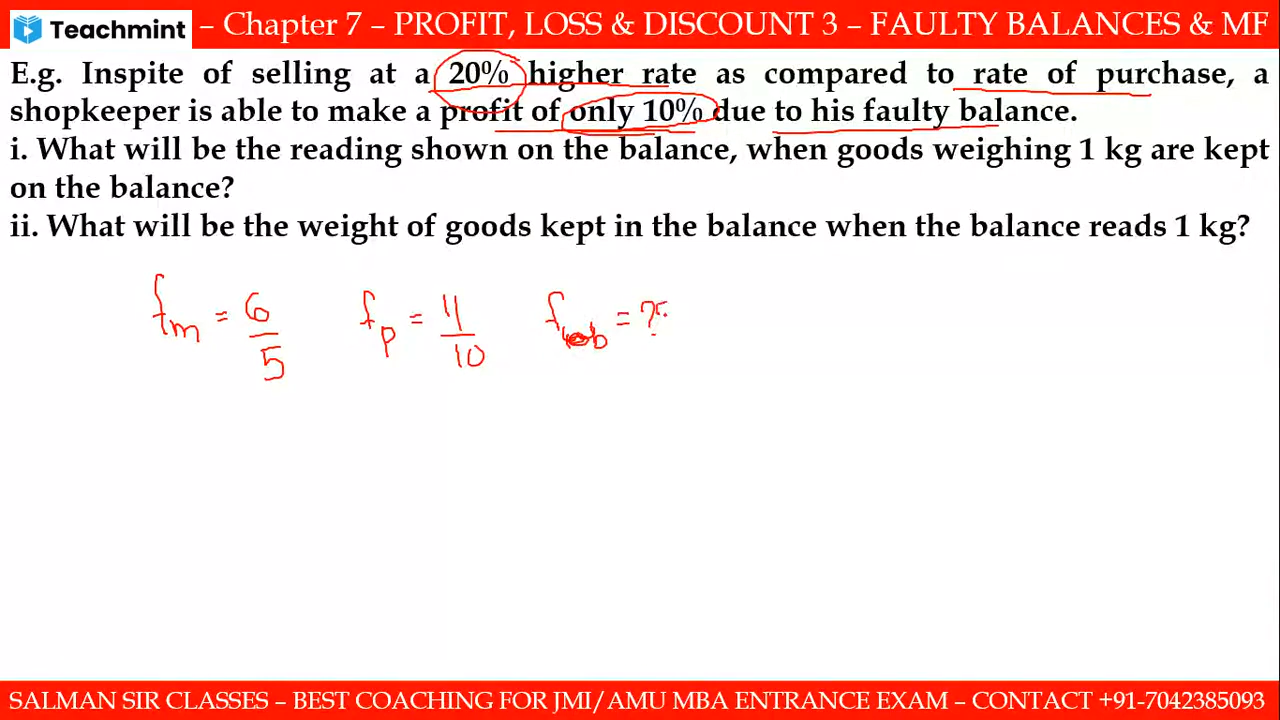 Teachmint – Chapter 7 – PROFIT, LOSS & DISCOUNT 3 – FAULTY BALANCES & MF
E.g. Inspite of selling at a 20% higher rate as compared to rate of purchase, a
shopkeeper is able to make a profit of only 10% due to his faulty balance.
i. What will be the reading shown on the balance, when goods weighing 1 kg are kept
on the balance?
ii. What will be the weight of goods kept in the balance when the balance reads 1 kg?
fm = 6/5 fp = 11/10 f = ??
SALMAN SIR CLASSES – BEST COACHING FOR JMI/AMU MBA ENTRANCE EXAM – CONTACT +91-7042385093